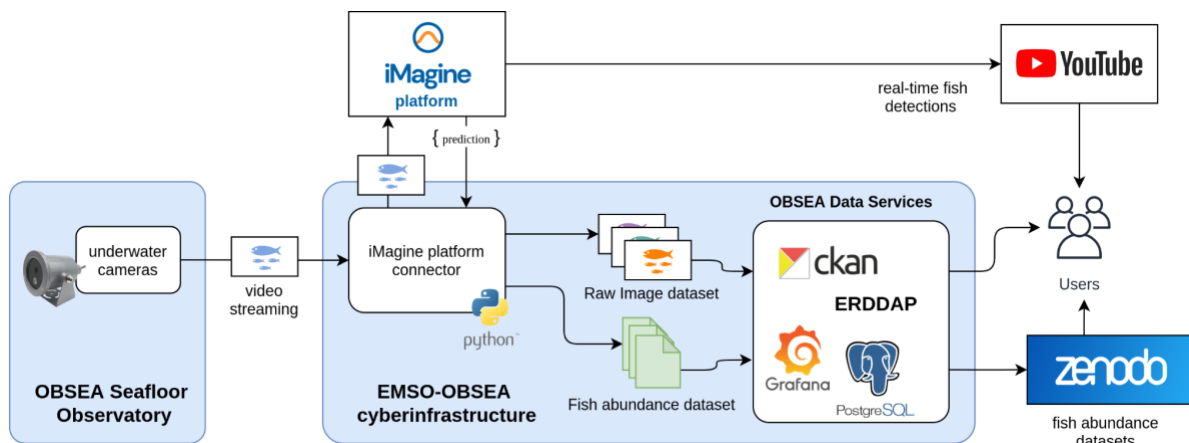 iMagine
platform
YouTube
real-time fish
detections
{ prediction }
OBSEA Data Services
underwater
cameras
iMagine platform
connector
video
streaming
python™
Raw Image dataset
ckan
ERDDAP
Grafana
PostgreSQL
Users
Fish abundance dataset
OBSEA Seafloor
Observatory
EMSO-OBSEA
cyberinfrastructure
zenodo
fish abundance
datasets